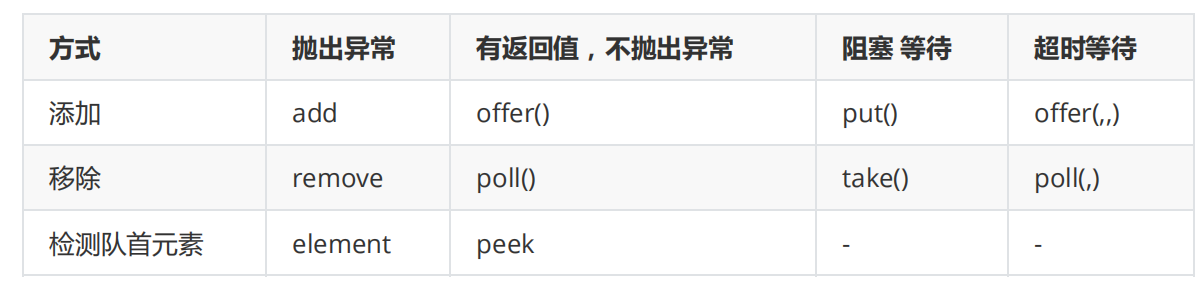 方式 抛出异常 有返回值，不抛出异常 阻塞 等待 超时等待
添加 add offer() put() offer(,,)
移除 remove poll() take() poll(,)
检测队首元素 element peek - -